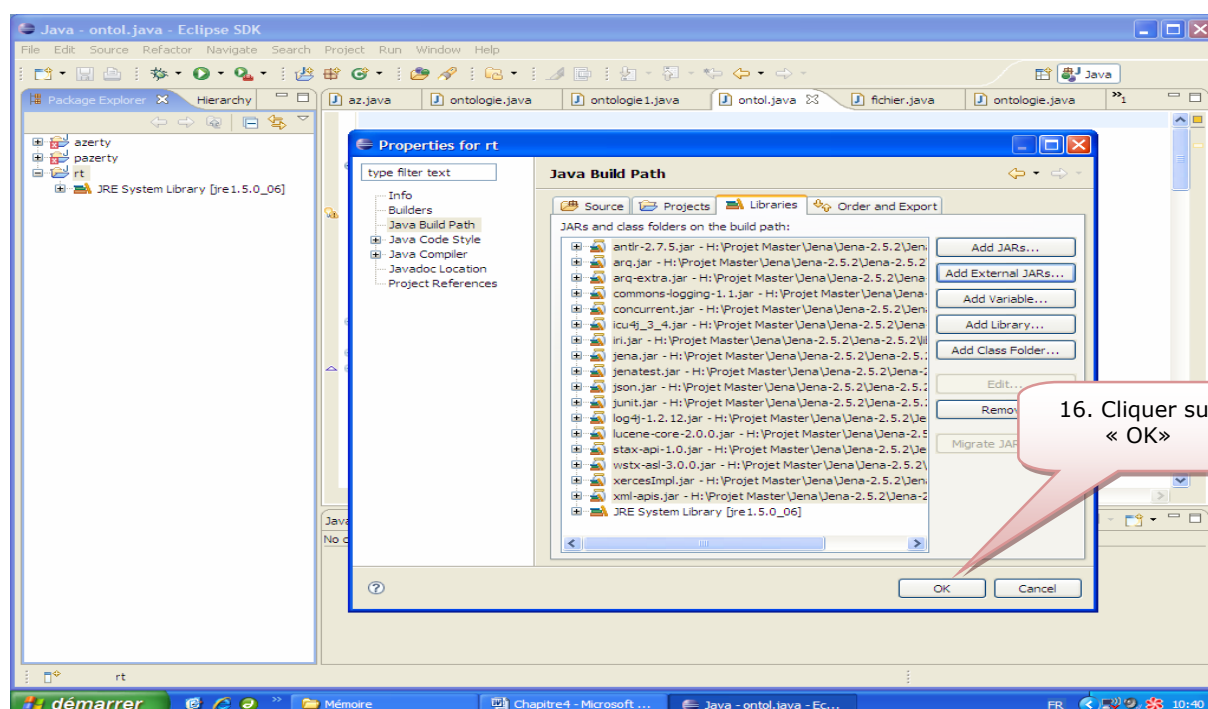 Java - ontol.java - Eclipse SDK
File Edit Source Refactor Navigate Search Project Run Window Help
Java
Package Explorer Hierarchy
az.java ontologie.java ontologie1.java ontol.java fichier.java ontologie.java »1
azerty
pazerty
rt
JRE System Library [jre1.5.0_06]
Properties for rt
type filter text
Info
Builders
Java Build Path
Java Code Style
Java Compiler
Javadoc Location
Project References
Java Build Path
Source Projects Libraries Order and Export
JARs and class folders on the build path:
antlr-2.7.5.jar - H:\Projet Master\Jena\Jena-2.5.2\Jen
arq.jar - H:\Projet Master\Jena\Jena-2.5.2\Jena-2.5.2
arq-extra.jar - H:\Projet Master\Jena\Jena-2.5.2\Jena
commons-logging-1.1.jar - H:\Projet Master\Jena\Jena-
concurrent.jar - H:\Projet Master\Jena\Jena-2.5.2\Jen
icu4j_3_4.jar - H:\Projet Master\Jena\Jena-2.5.2\Jena
iri.jar - H:\Projet Master\Jena\Jena-2.5.2\Jena-2.5.2\li
jena.jar - H:\Projet Master\Jena\Jena-2.5.2\Jena-2.5.
jenatest.jar - H:\Projet Master\Jena\Jena-2.5.2\Jena-2
json.jar - H:\Projet Master\Jena\Jena-2.5.2\Jena-2.5.2
junit.jar - H:\Projet Master\Jena\Jena-2.5.2\Jena-2.5.
log4j-1.2.12.jar - H:\Projet Master\Jena\Jena-2.5.2\Je
lucene-core-2.0.0.jar - H:\Projet Master\Jena\Jena-2.5
stax-api-1.0.jar - H:\Projet Master\Jena\Jena-2.5.2\Je
wstx-asl-3.0.0.jar - H:\Projet Master\Jena\Jena-2.5.2\
xercesImpl.jar - H:\Projet Master\Jena\Jena-2.5.2\Jen
xml-apis.jar - H:\Projet Master\Jena\Jena-2.5.2\Jena-2
JRE System Library [jre1.5.0_06]
Add JARs...
Add External JARs...
Add Variable...
Add Library...
Add Class Folder...
Edit...
Remov
Migrate JAR
16. Cliquer su
« OK»
OK Cancel
Java
No c
rt
démarrer » Mémoire Chapitre4 - Microsoft ... Java - ontol.java - Ec... FR 10:40